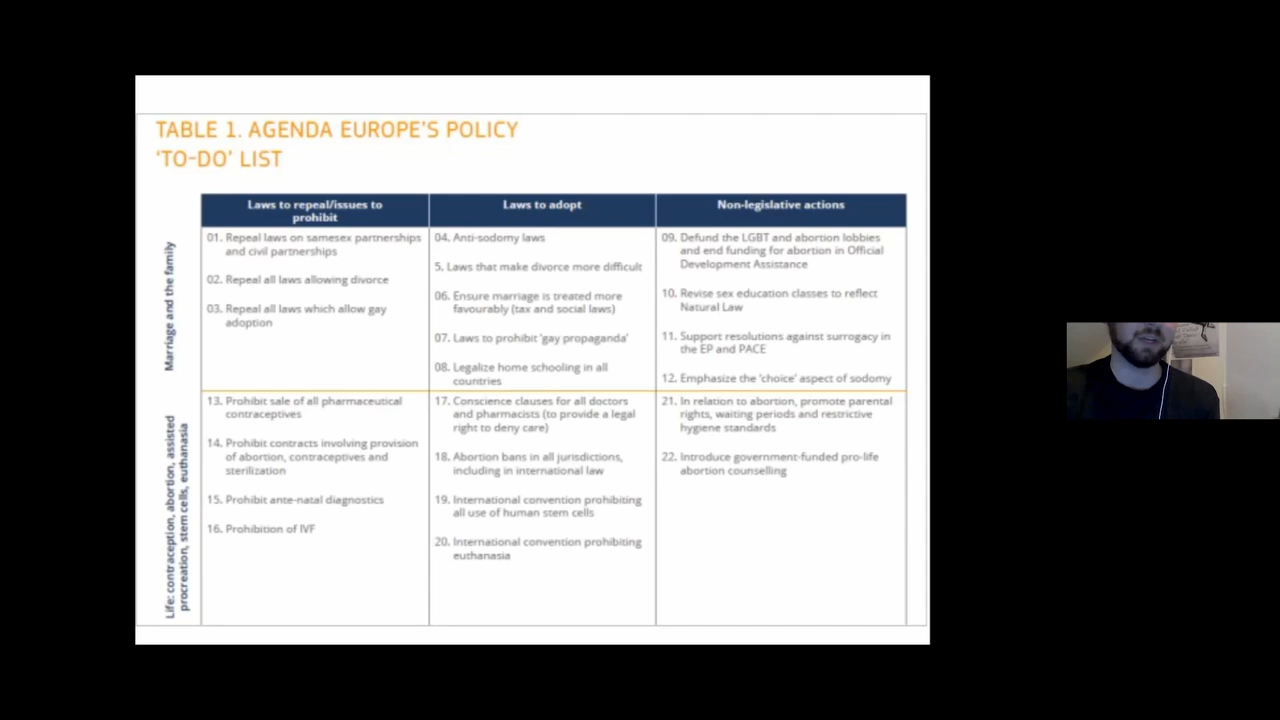 TABLE 1. AGENDA EUROPE'S POLICY
'TO-DO' LIST
Laws to repeal/issues to
prohibit
Laws to adopt
Non-legislative actions
Marriage and the family
01. Repeal laws on samesex partnerships
and civil partnerships
02. Repeal all laws allowing divorce
03. Repeal all laws which allow gay
adoption
04. Anti-sodomy laws
5. Laws that make divorce more difficult
06. Ensure marriage is treated more
favourably (tax and social laws)
07. Laws to prohibit 'gay propaganda'
08. Legalize home schooling in all
countries
09. Defund the LGBT and abortion lobbies
and end funding for abortion in Official
Development Assistance
10. Revise sex education classes to reflect
Natural Law
11. Support resolutions against surrogacy in
the EP and PACE
12. Emphasize the 'choice' aspect of sodomy
Life: contraception, abortion, assisted
procreation, stem cells, euthanasia
13. Prohibit sale of all pharmaceutical
contraceptives
14. Prohibit contracts involving provision
of abortion, contraceptives and
sterilization
15. Prohibit ante-natal diagnostics
16. Prohibition of IVF
17. Conscience clauses for all doctors
and pharmacists (to provide a legal
right to deny care)
18. Abortion bans in all jurisdictions,
including in international law
19. International convention prohibiting
all use of human stem cells
20. International convention prohibiting
euthanasia
21. In relation to abortion, promote parental
rights, waiting periods and restrictive
hygiene standards
22. Introduce government-funded pro-life
abortion counselling